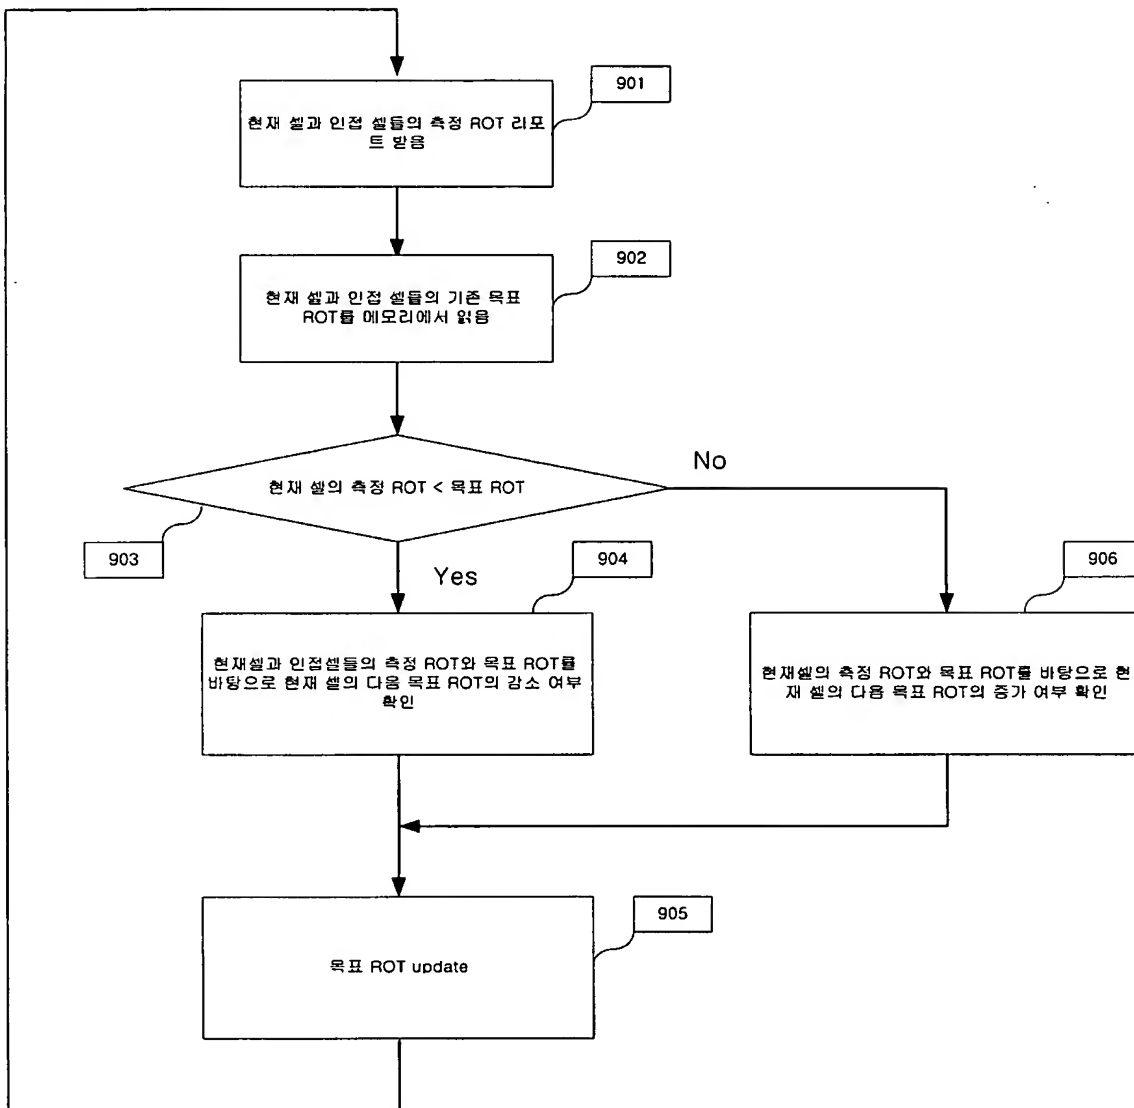 901
현재 셀과 인접 셀들의 측정 ROT 리포
트 받음
902
현재 셀과 인접 셀들의 기존 목표
ROT를 메모리에서 읽음
현재 셀의 측정 ROT < 목표 ROT
No
903
Yes
904
906
현재셀과 인접셀들의 측정 ROT와 목표 ROT를
바탕으로 현재 셀의 다음 목표 ROT의 감소 여부
확인
현재셀의 측정 ROT와 목표 ROT를 바탕으로 현
재 셀의 다음 목표 ROT의 증가 여부 확인
905
목표 ROT update